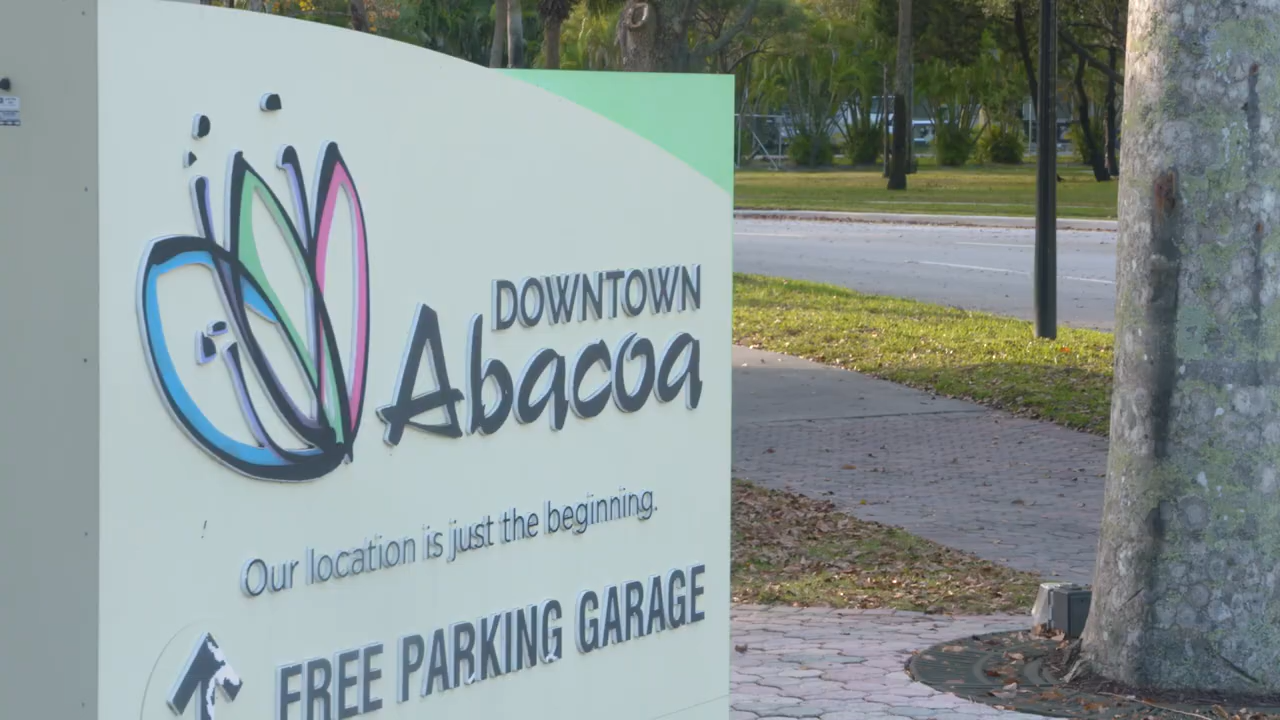 DOWNTOWN
Abacoa
Our location is just the beginning.
FREE PARKING GARAGE